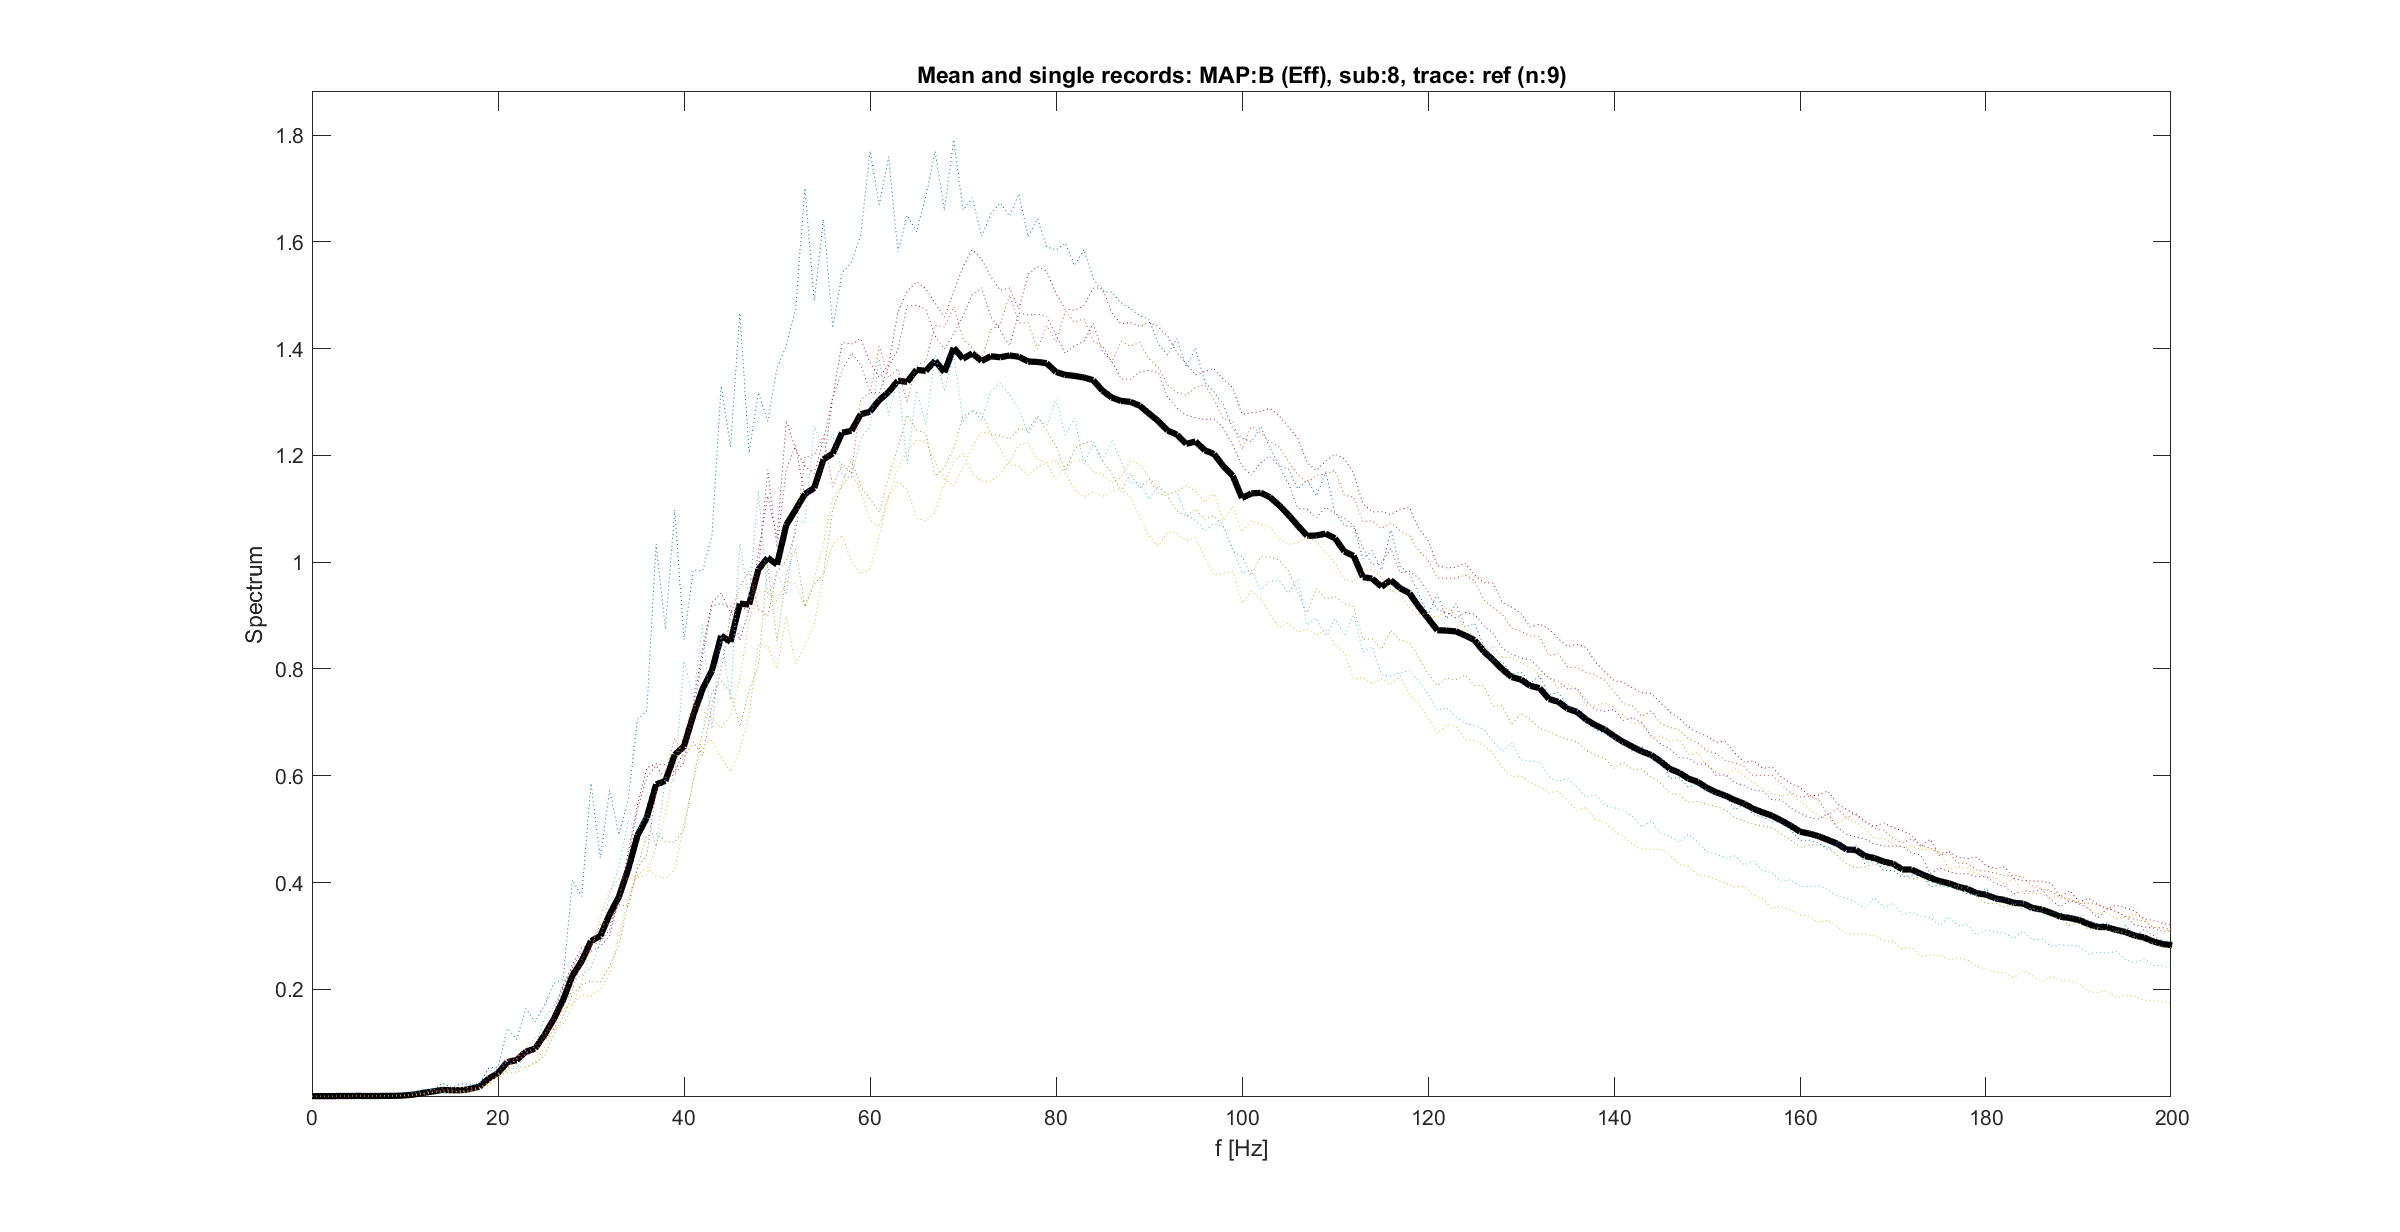 Mean and single records: MAP:B (Eff), sub:8, trace: ref (n:9)
1.8
1.6
1.4
1.2
1
0.8
0.6
0.4
0.2
Spectrum
0 20 40 60 80 100 120 140 160 180 200
f [Hz]